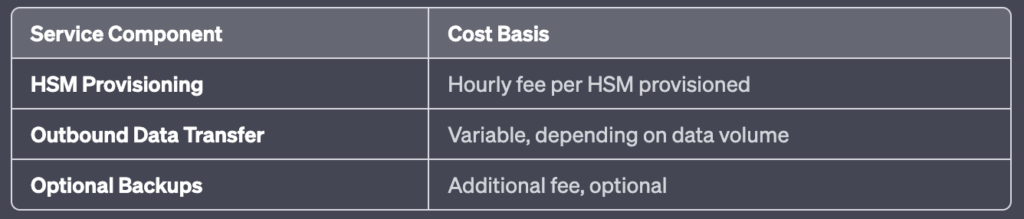 Service Component Cost Basis
HSM Provisioning Hourly fee per HSM provisioned
Outbound Data Transfer Variable, depending on data volume
Optional Backups Additional fee, optional